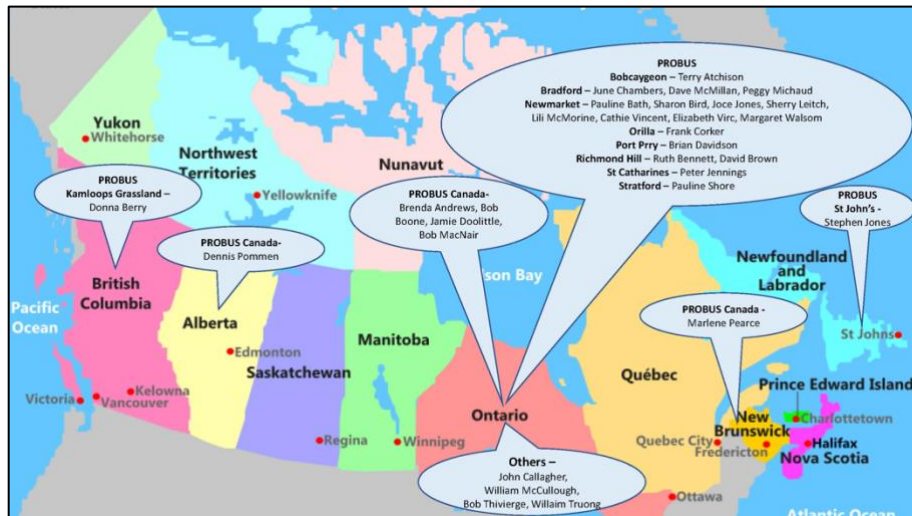 PROBUS
Bobcaygeon – Terry Atchison
Bradford – June Chambers, Dave McMillan, Peggy Michaud
Newmarket – Pauline Bath, Sharon Bird, Joce Jones, Sherry Leitch,
Lili McMorine, Cathie Vincent, Elizabeth Virc, Margaret Walsom
Orilla – Frank Corker
Port Prry – Brian Davidson
Richmond Hill – Ruth Bennett, David Brown
St Catharines – Peter Jennings
Stratford – Pauline Shore
Yukon
Whitehorse
Northwest
Territories
Nunavut
Yellowknife
PROBUS
Kamloops Grassland –
Donna Berry
PROBUS Canada-
Brenda Andrews, Bob
Boone, Jamie Doolittle,
Bob MacNair
PROBUS
St John's -
Stephen Jones
PROBUS Canada-
Dennis Pommen
son Bay
Newfoundland
and
Labrador
British
Columbia
Pacific
Ocean
Alberta
Manitoba
PROBUS Canada -
Marlene Pearce
St Johns
Edmonton
Saskatchewan
Québec
Prince Edward Island
Charlottetown
Victoria
Vancouver
Kelowna
Regina
Winnipeg
Ontario
New
Brunswick
Quebec City
Fredericton
Halifax
Nova Scotia
Others –
John Callagher,
William McCullough,
Bob Thivierge, Willaim Truong
Ottawa
Atlantic Ocean